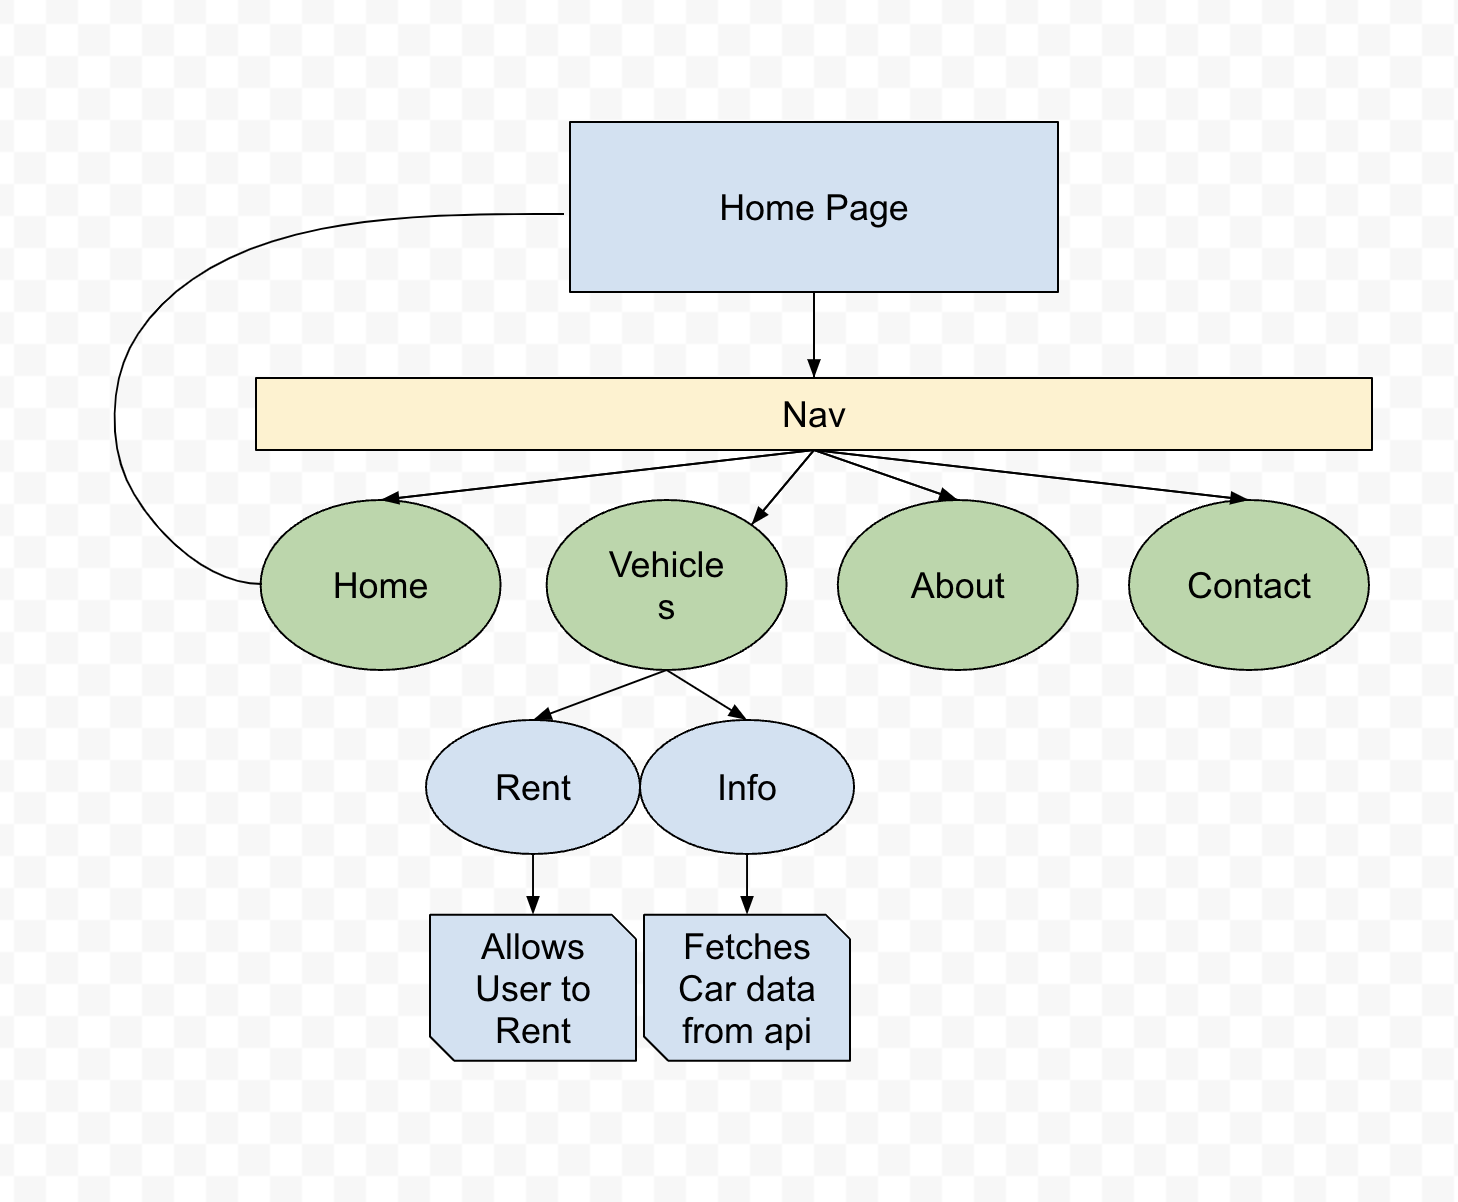 Home Page
Nav
Home
Vehicle
s
About
Contact
Rent
Info
Allows
User to
Rent
Fetches
Car data
from api